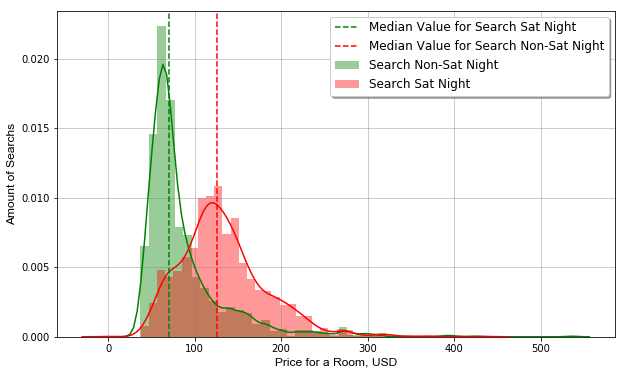 Median Value for Search Sat Night
Median Value for Search Non-Sat Night
Search Non-Sat Night
Search Sat Night
0.020
0.015
0.010
0.005
0.000
Amount of Searchs
0 100 200 300 400 500
Price for a Room, USD